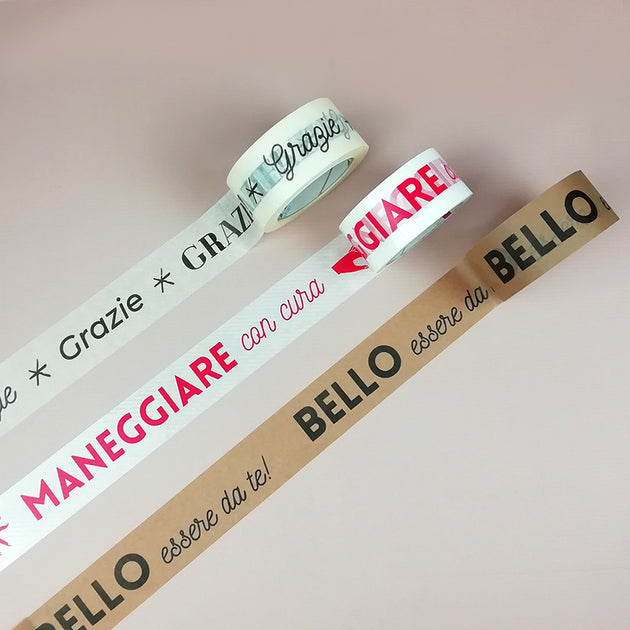 Grazie * GRAZ * Grazie
MANEGGIARE con cura GIARE
BELLO essere da te! BELLO essere da BELLO